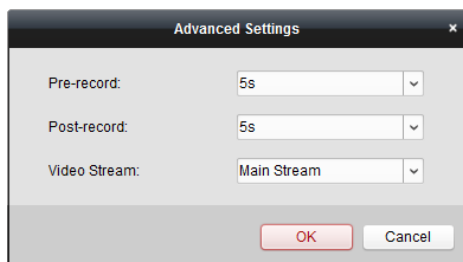 Advanced Settings ×
Pre-record: 5s
Post-record: 5s
Video Stream: Main Stream
OK Cancel